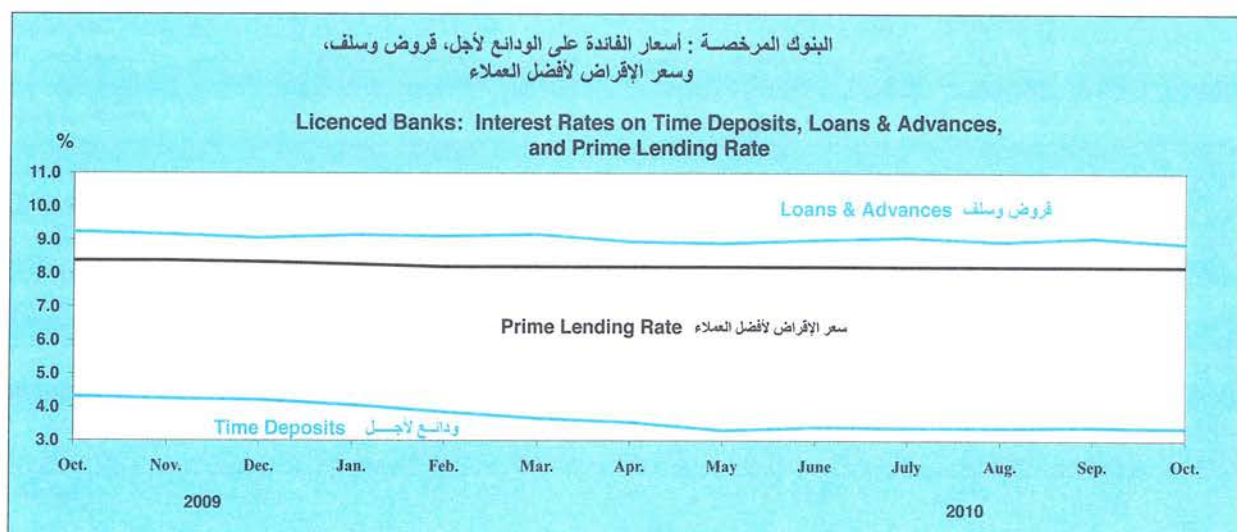 البنوك المرخصـــة : أسعار الفائدة على الودائع لأجل، قروض وسلف،
وسعر الإقراض لأفضل العملاء
Licenced Banks: Interest Rates on Time Deposits, Loans & Advances,
and Prime Lending Rate
%
11.0
10.0
9.0
8.0
7.0
6.0
5.0
4.0
3.0
Loans & Advances قروض وسلف
Prime Lending Rate سعر الإقراض لأفضل العملاء
Time Deposits ودائـع لأجـــــل
Oct. Nov. Dec. Jan. Feb. Mar. Apr. May June July Aug. Sep. Oct.
2009 2010